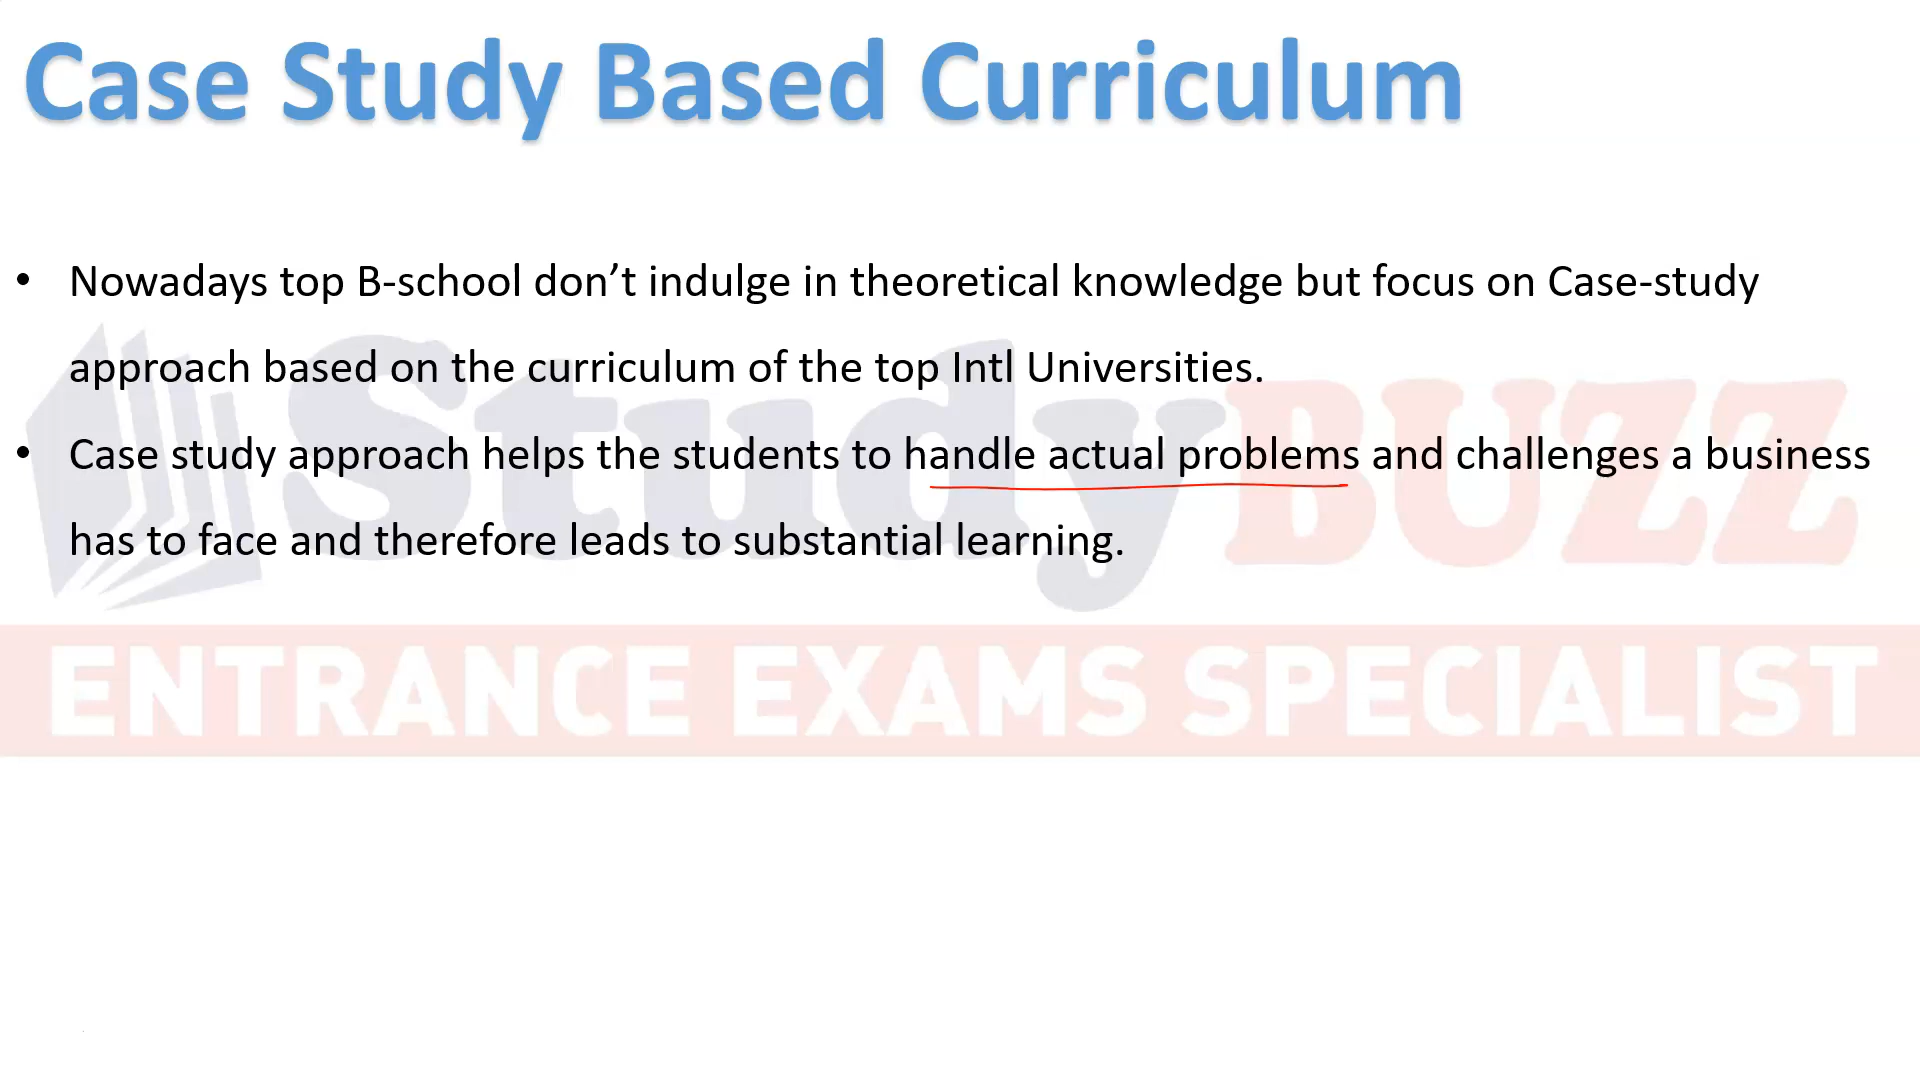 Case Study Based Curriculum
• Nowadays top B-school don’t indulge in theoretical knowledge but focus on Case-study
approach based on the curriculum of the top Intl Universities.
• Case study approach helps the students to handle actual problems and challenges a business
has to face and therefore leads to substantial learning.
StudyBUZZ
ENTRANCE EXAMS SPECIALIST